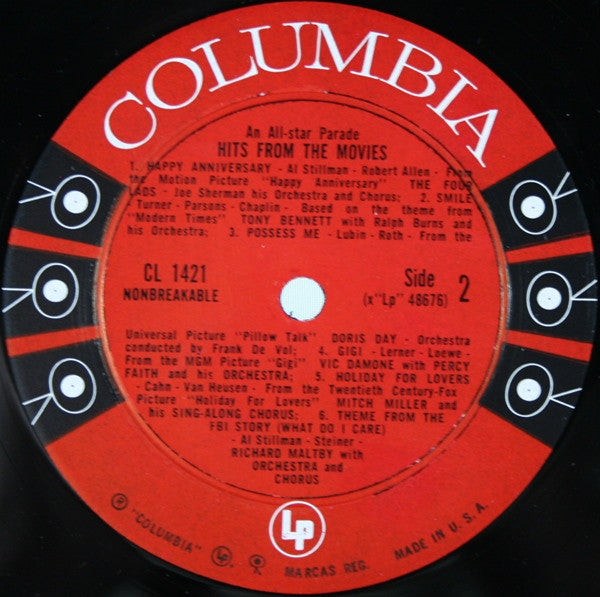 COLUMBIA
An All-star Parade
HITS FROM THE MOVIES
1. HAPPY ANNIVERSARY - Al Stillman - Robert Allen - From
the Motion Picture "Happy Anniversary" THE FOUR
LADS - Joe Sherman his Orchestra and Chorus; 2. SMILE
Turner - Parsons - Chaplin - Based on the theme from
"Modern Times" TONY BENNETT with Ralph Burns and
his Orchestra; 3. POSSESS ME - Lubin - Roth - From the
CL 1421
NONBREAKABLE
Side 2
(x"Lp" 48676)
Universal Picture "Pillow Talk" DORIS DAY - Orchestra
conducted by Frank De Vol; 4. GIGI - Lerner - Loewe -
From the MGM Picture "Gigi" VIC DAMONE with PERCY
FAITH and his ORCHESTRA; 5. HOLIDAY FOR LOVERS
- Cahn - Van Heusen - From the Twentieth Century-Fox
Picture "Holiday For Lovers" MITCH MILLER and
his SING-ALONG CHORUS; 6. THEME FROM THE
FBI STORY (WHAT DO I CARE)
- Al Stillman - Steiner -
RICHARD MALTBY with
ORCHESTRA and
CHORUS
Lp
® "COLUMBIA" MARCAS REG. MADE IN U.S.A.